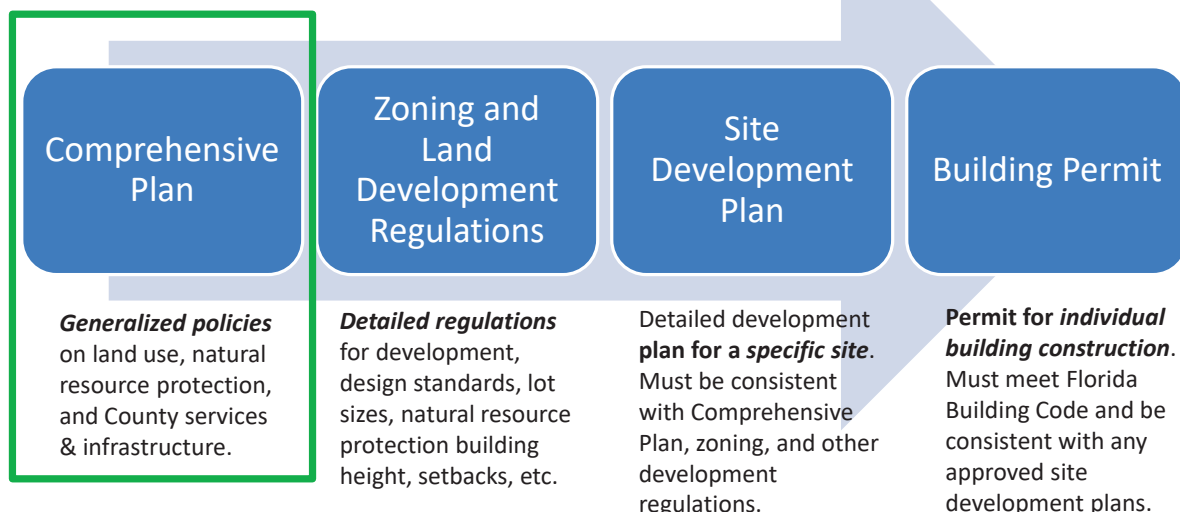 Comprehensive
Plan
Zoning and
Land
Development
Regulations
Site
Development
Plan
Building Permit
Generalized policies
on land use, natural
resource protection,
and County services
& infrastructure.
Detailed regulations
for development,
design standards, lot
sizes, natural resource
protection building
height, setbacks, etc.
Detailed development
plan for a specific site.
Must be consistent
with Comprehensive
Plan, zoning, and other
development
regulations.
Permit for individual
building construction.
Must meet Florida
Building Code and be
consistent with any
approved site
development plans.